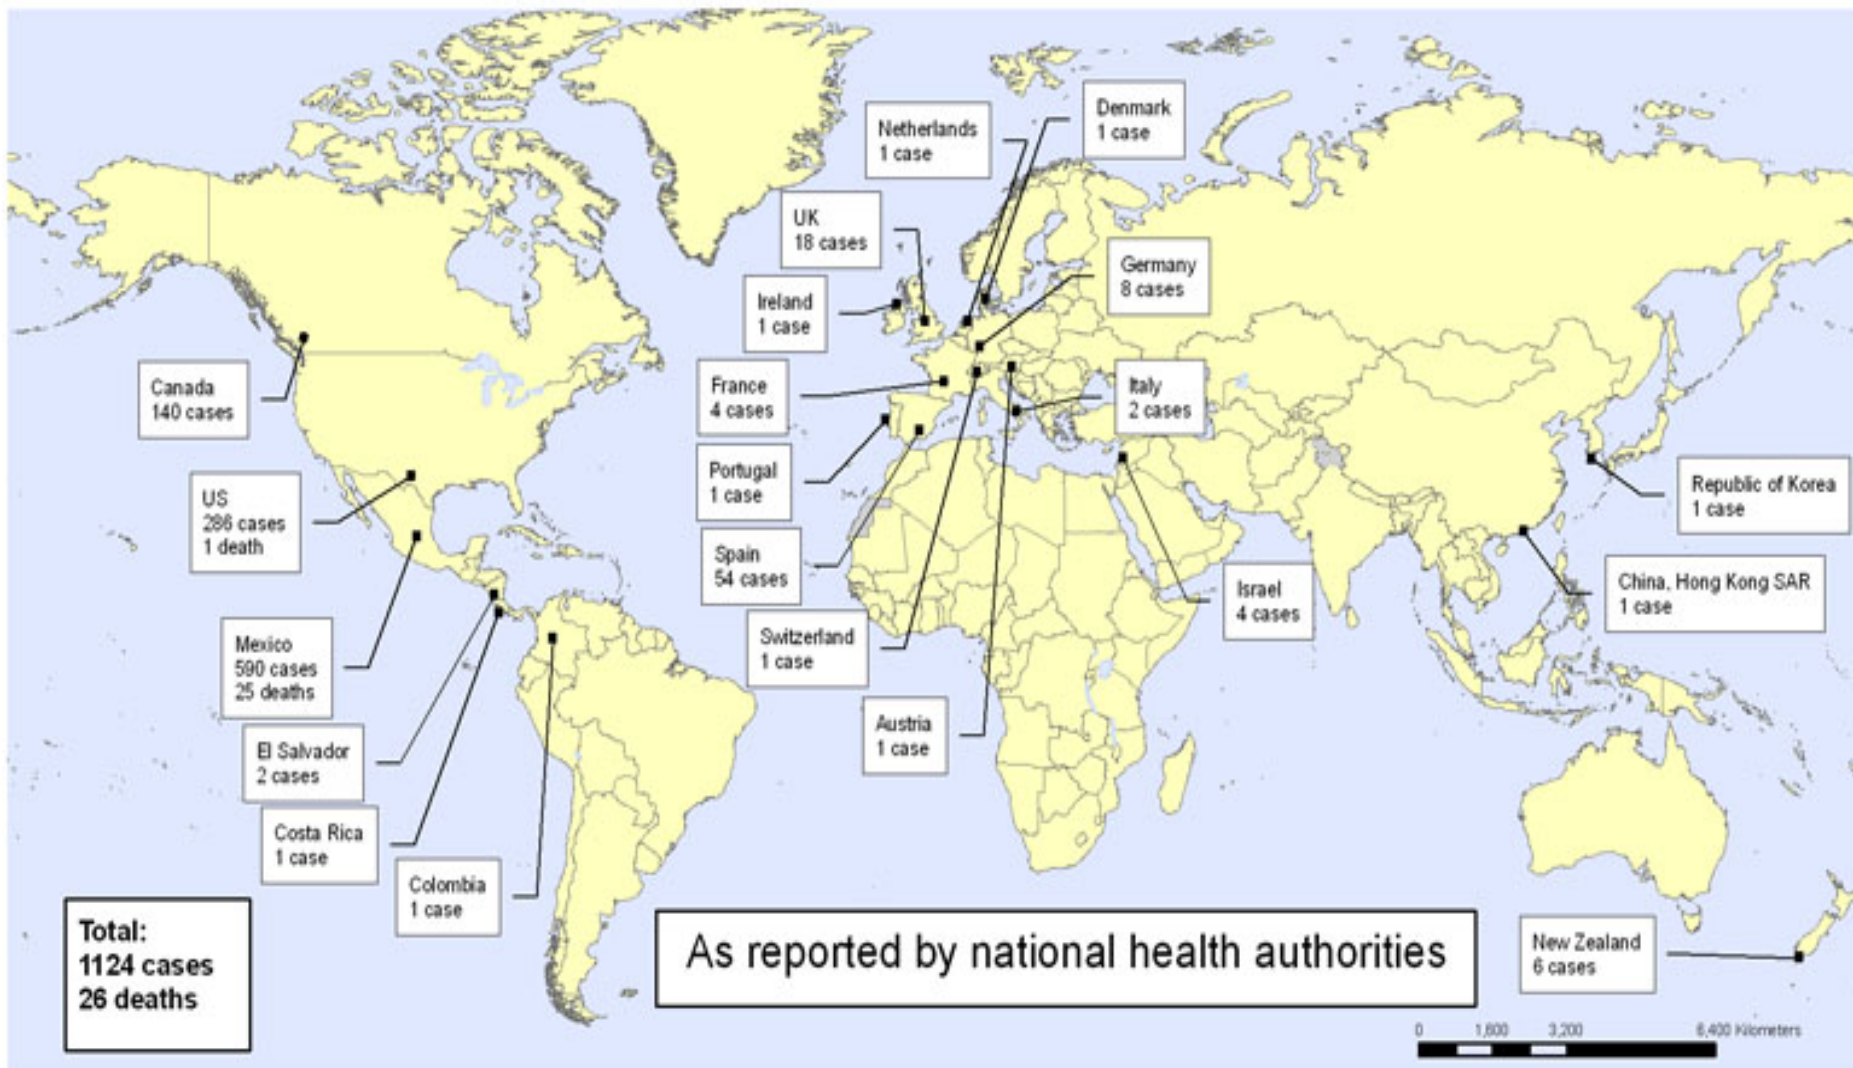 Netherlands
1 case
Denmark
1 case
UK
18 cases
Germany
8 cases
Ireland
1 case
Canada
140 cases
France
4 cases
Italy
2 cases
Portugal
1 case
Republic of Korea
1 case
US
286 cases
1 death
Spain
54 cases
Israel
4 cases
China, Hong Kong SAR
1 case
Mexico
590 cases
25 deaths
Switzerland
1 case
Austria
1 case
El Salvador
2 cases
Costa Rica
1 case
Colombia
1 case
Total:
1124 cases
26 deaths
As reported by national health authorities
New Zealand
6 cases
0 1,600 3,200 6,400 Kilometers